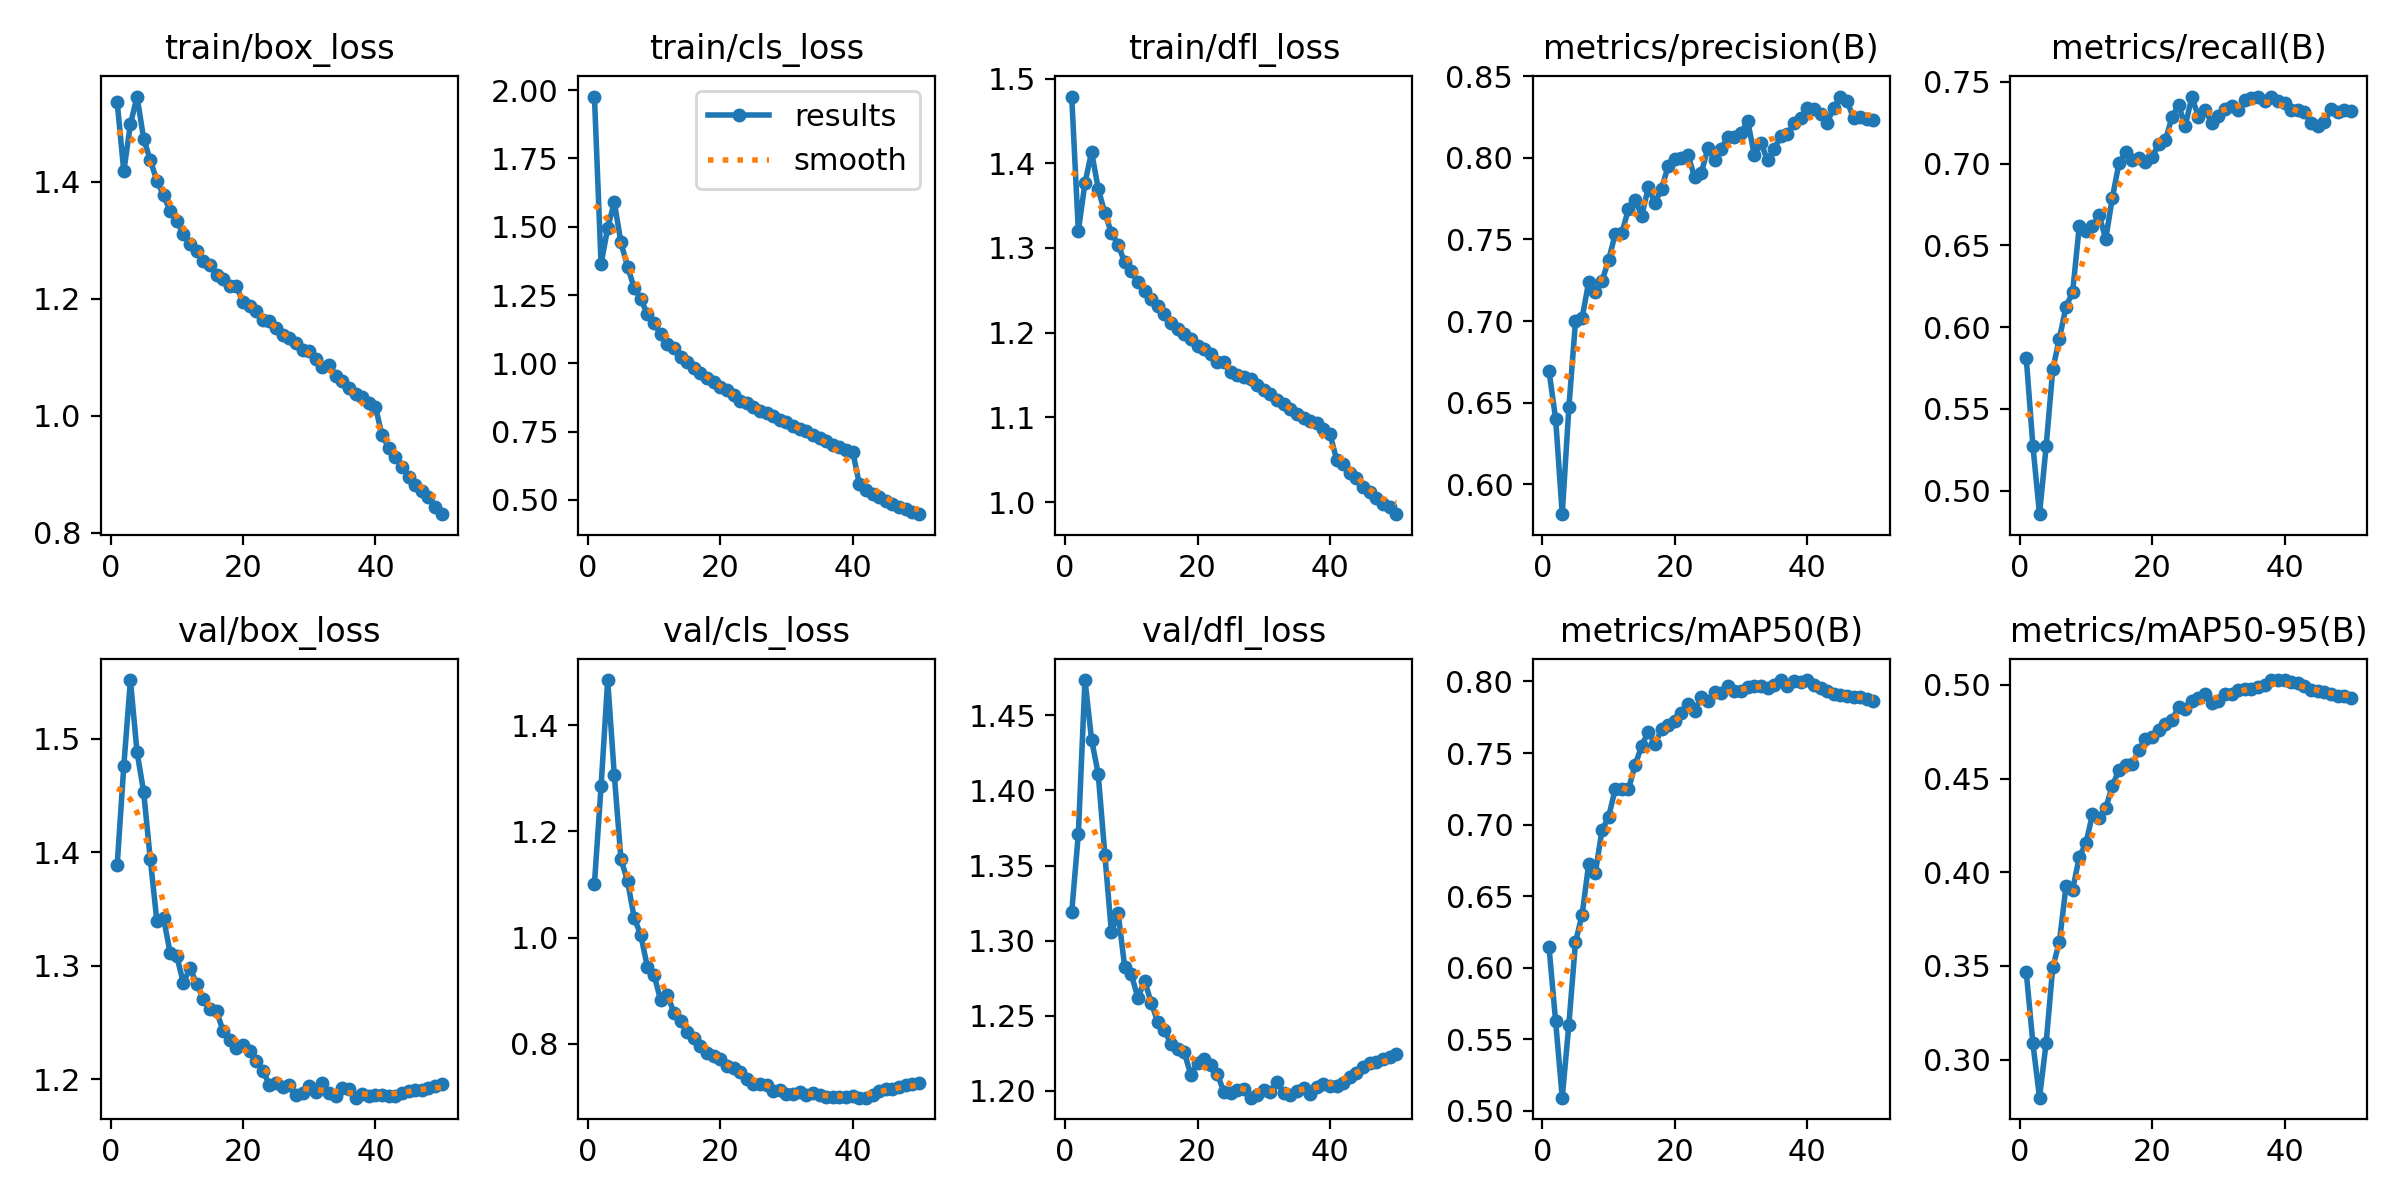 train/box_loss
1.4
1.2
1.0
0.8
0 20 40
train/cls_loss
results
smooth
2.00
1.75
1.50
1.25
1.00
0.75
0.50
0 20 40
train/dfl_loss
1.5
1.4
1.3
1.2
1.1
1.0
0 20 40
metrics/precision(B)
0.85
0.80
0.75
0.70
0.65
0.60
0 20 40
metrics/recall(B)
0.75
0.70
0.65
0.60
0.55
0.50
0 20 40
val/box_loss
1.5
1.4
1.3
1.2
0 20 40
val/cls_loss
1.4
1.2
1.0
0.8
0 20 40
val/dfl_loss
1.45
1.40
1.35
1.30
1.25
1.20
0 20 40
metrics/mAP50(B)
0.80
0.75
0.70
0.65
0.60
0.55
0.50
0 20 40
metrics/mAP50-95(B)
0.50
0.45
0.40
0.35
0.30
0 20 40